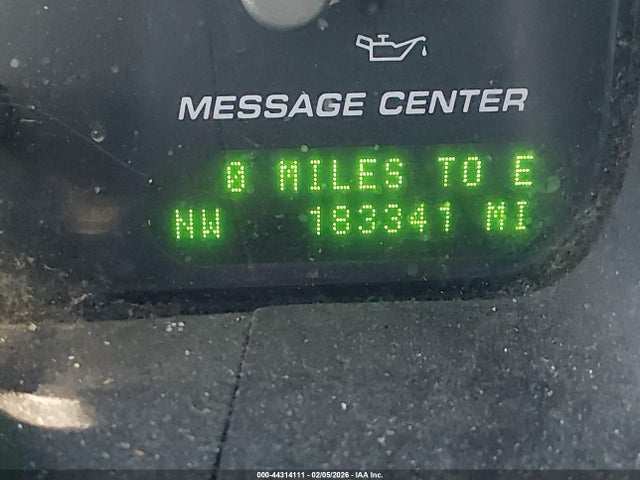 MESSAGE CENTER
0 MILES TO E
NW 183341 MI
000-44314111 - 02/05/2026 - IAA Inc.